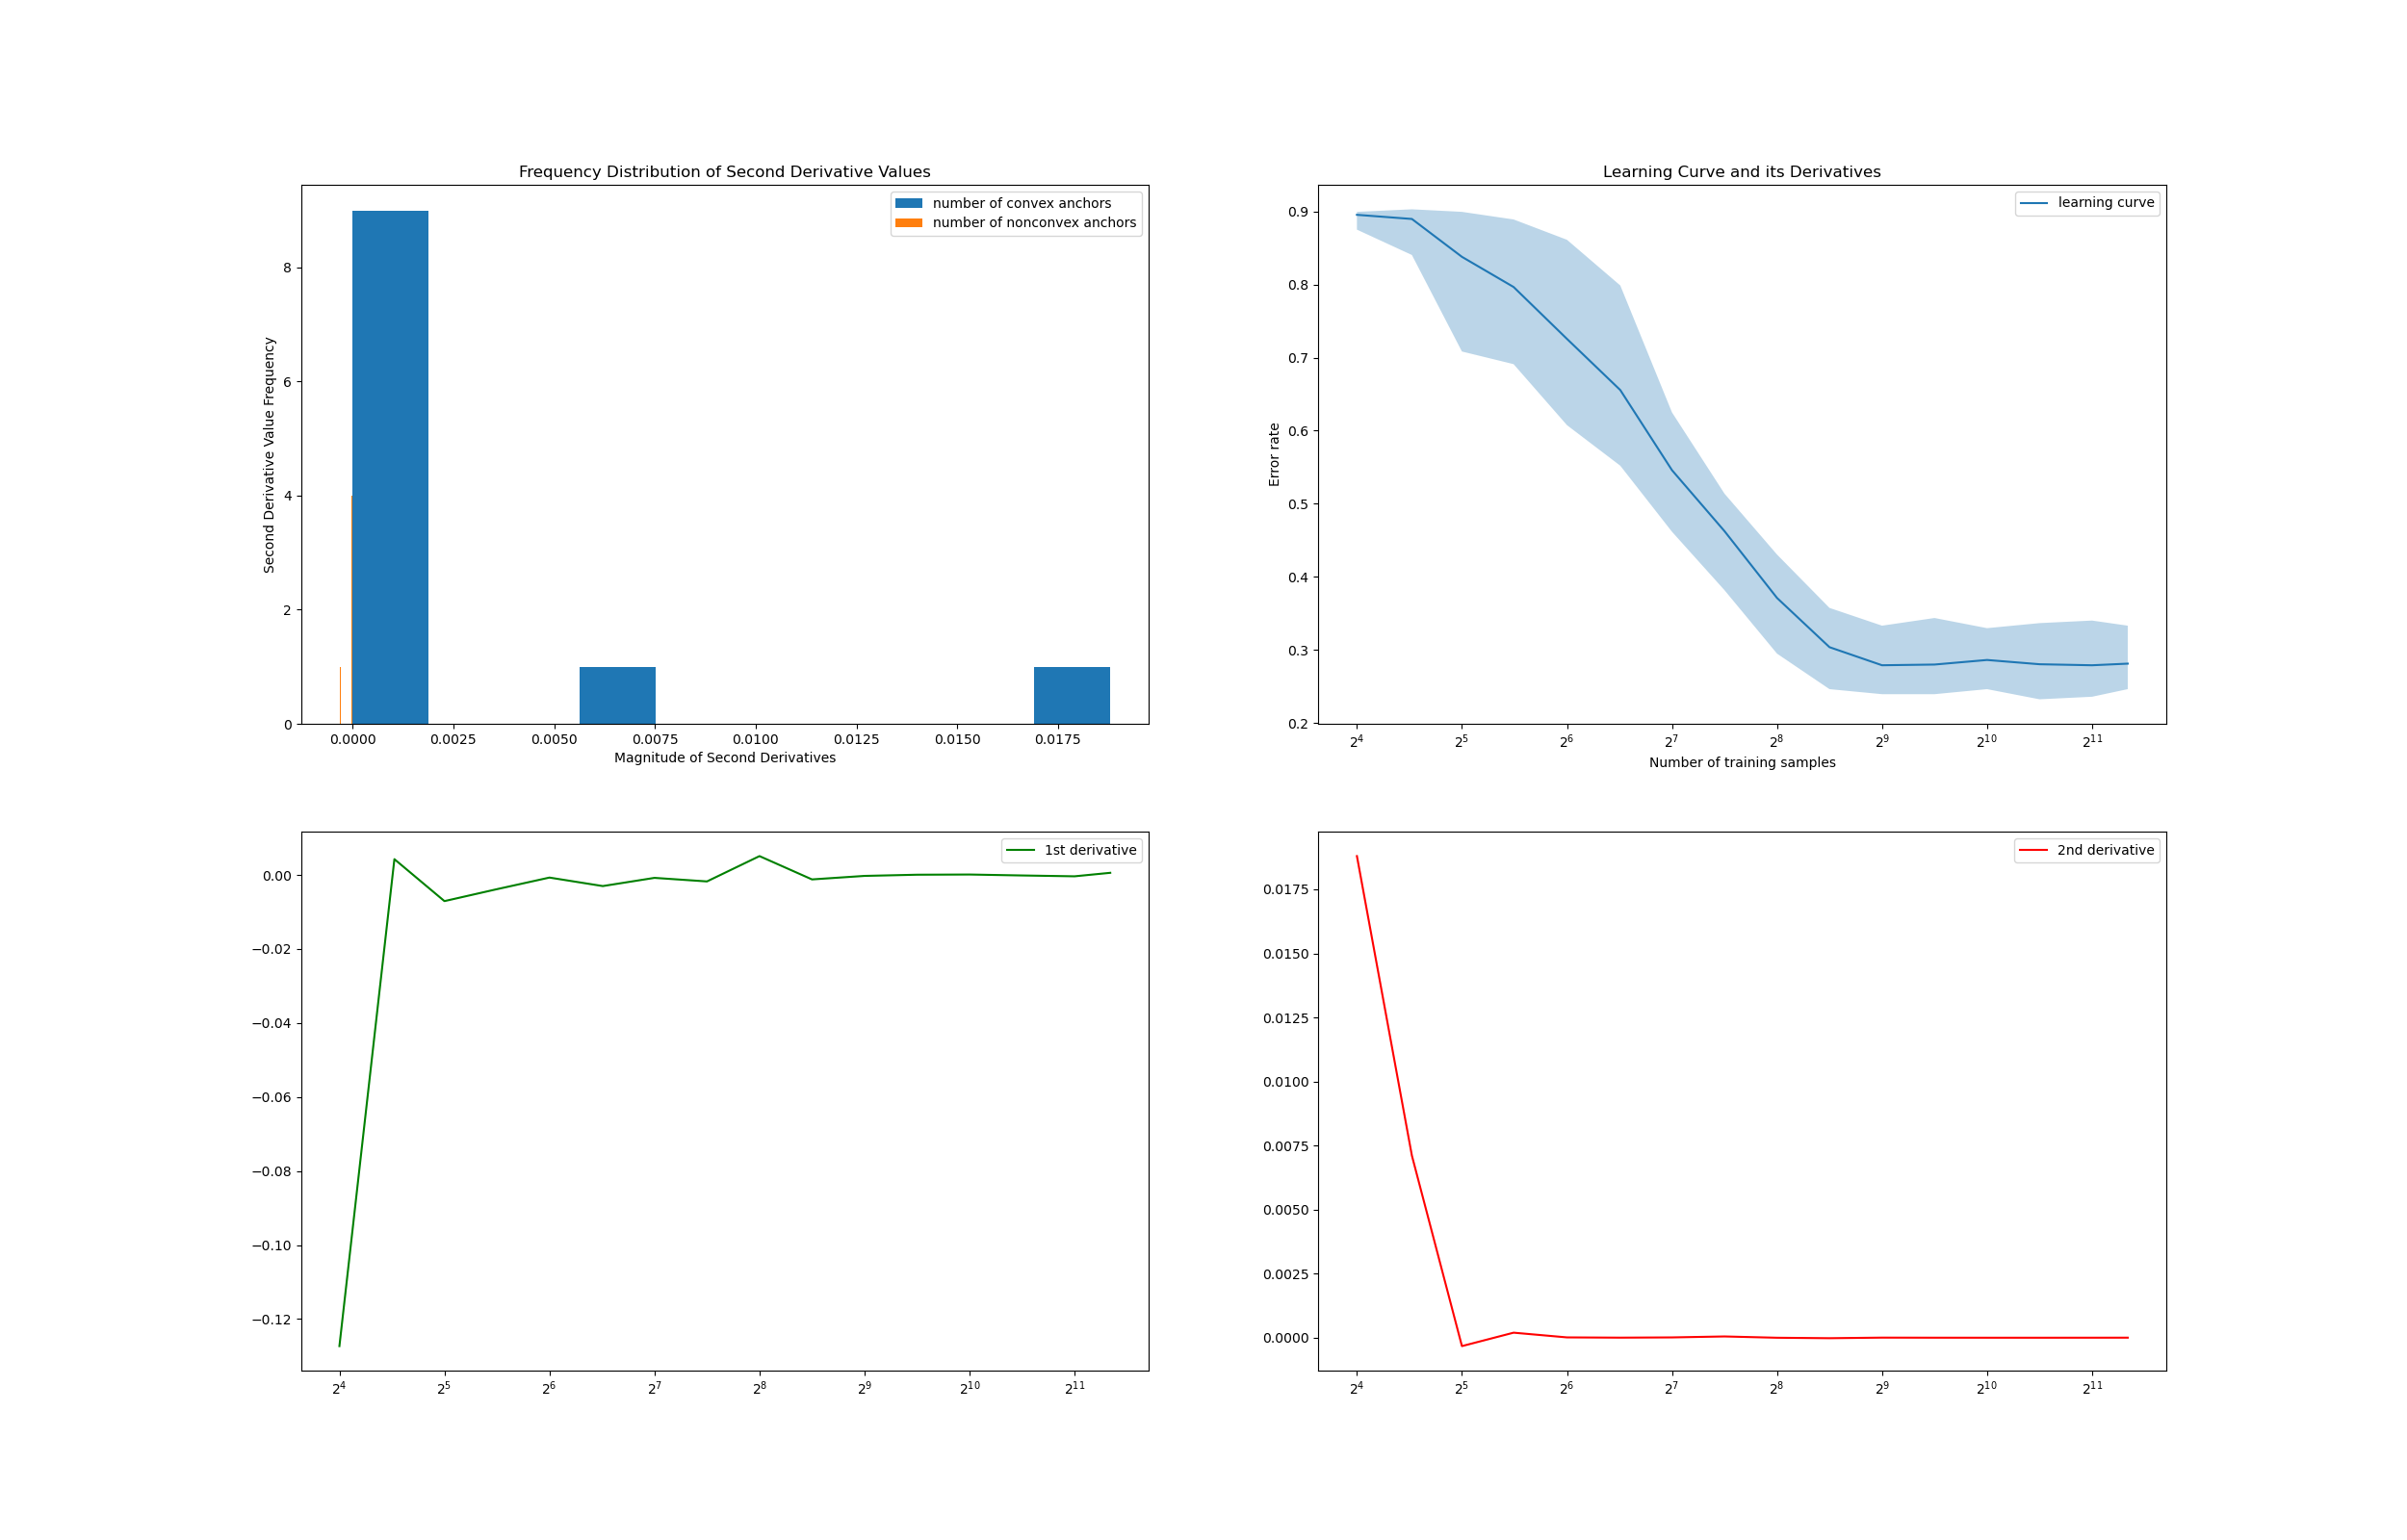 Frequency Distribution of Second Derivative Values
number of convex anchors
number of nonconvex anchors
Second Derivative Value Frequency
8
6
4
2
0
0.0000 0.0025 0.0050 0.0075 0.0100 0.0125 0.0150 0.0175
Magnitude of Second Derivatives
Learning Curve and its Derivatives
learning curve
Error rate
0.9
0.8
0.7
0.6
0.5
0.4
0.3
0.2
2^4 2^5 2^6 2^7 2^8 2^9 2^10 2^11
Number of training samples
1st derivative
0.00
−0.02
−0.04
−0.06
−0.08
−0.10
−0.12
2^4 2^5 2^6 2^7 2^8 2^9 2^10 2^11
2nd derivative
0.0175
0.0150
0.0125
0.0100
0.0075
0.0050
0.0025
0.0000
2^4 2^5 2^6 2^7 2^8 2^9 2^10 2^11